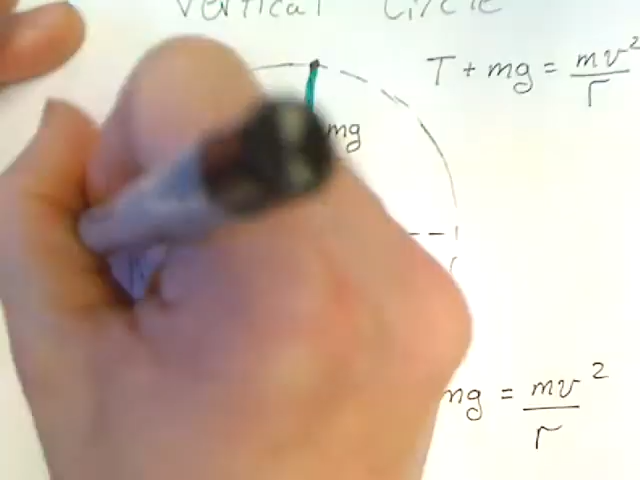 Vertical Circle
T + mg = mv²/r
mg
mg = mv²/r